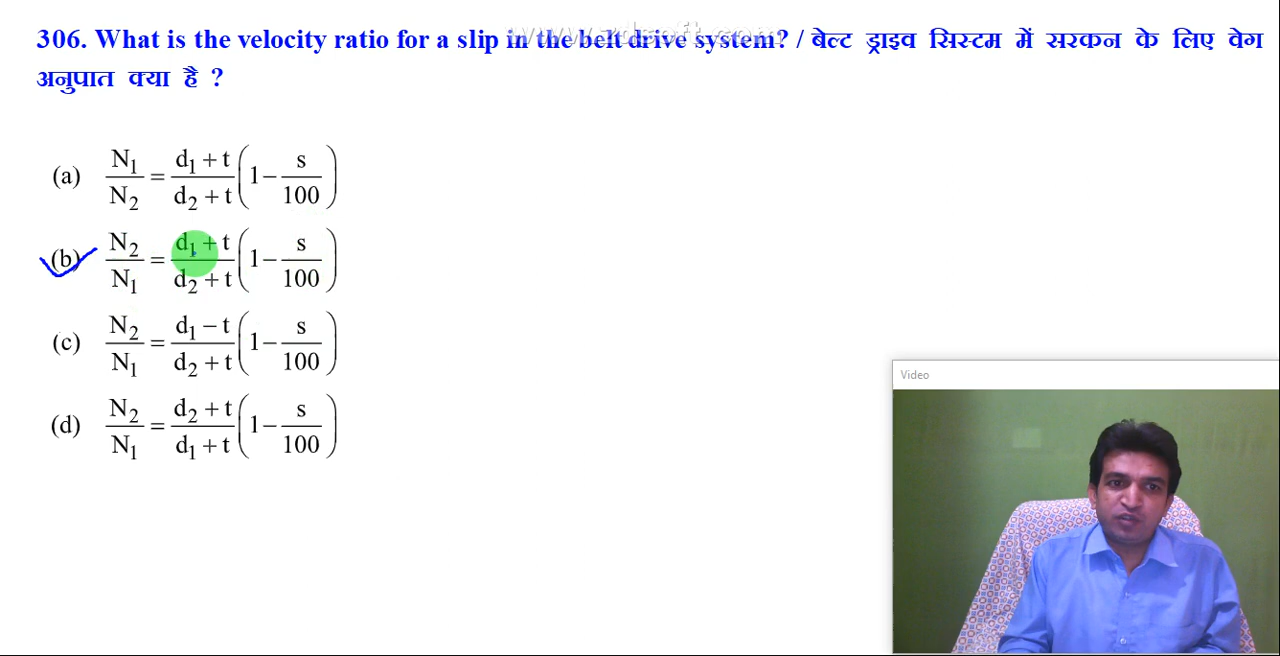 306. What is the velocity ratio for a slip in the belt drive system? / बेल्ट ड्राइव सिस्टम में सरकन के लिए वेग
अनुपात क्या है ?
(a) N₁/N₂ = (d₁ + t)/(d₂ + t) (1 − s/100)
(b) N₂/N₁ = (d₁ + t)/(d₂ + t) (1 − s/100)
(c) N₂/N₁ = (d₁ − t)/(d₂ + t) (1 − s/100)
(d) N₂/N₁ = (d₂ + t)/(d₁ + t) (1 − s/100)
Video